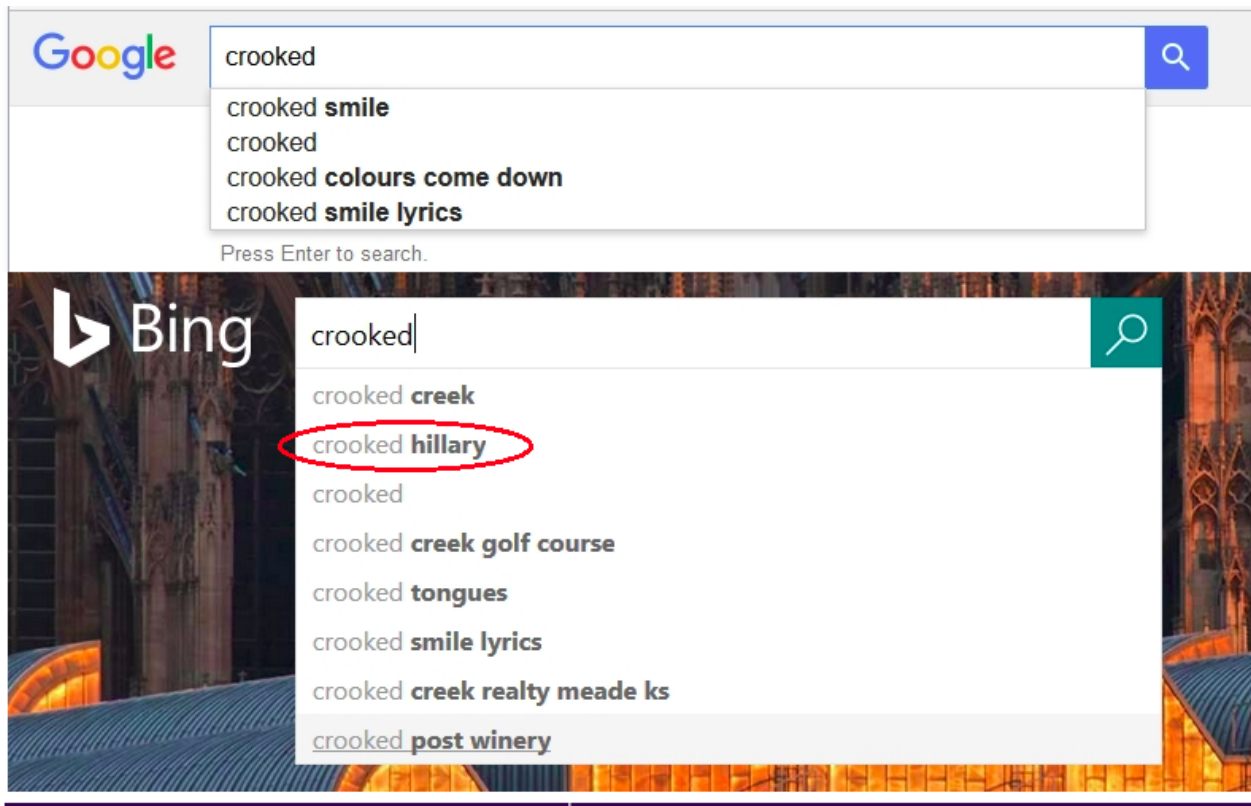 Google
crooked
crooked smile
crooked
crooked colours come down
crooked smile lyrics
Press Enter to search.
Bing
crooked
crooked creek
crooked hillary
crooked
crooked creek golf course
crooked tongues
crooked smile lyrics
crooked creek realty meade ks
crooked post winery